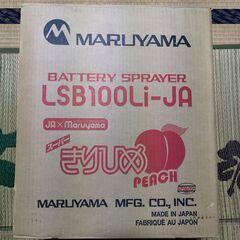 MARUYAMA
BATTERY SPRAYER
LSB100Li-JA
JA×Maruyama
スーパー
きりひめ
PEACH
MARUYAMA MFG. CO., INC.
MADE IN JAPAN
FABRIQUÉ AU JAPON